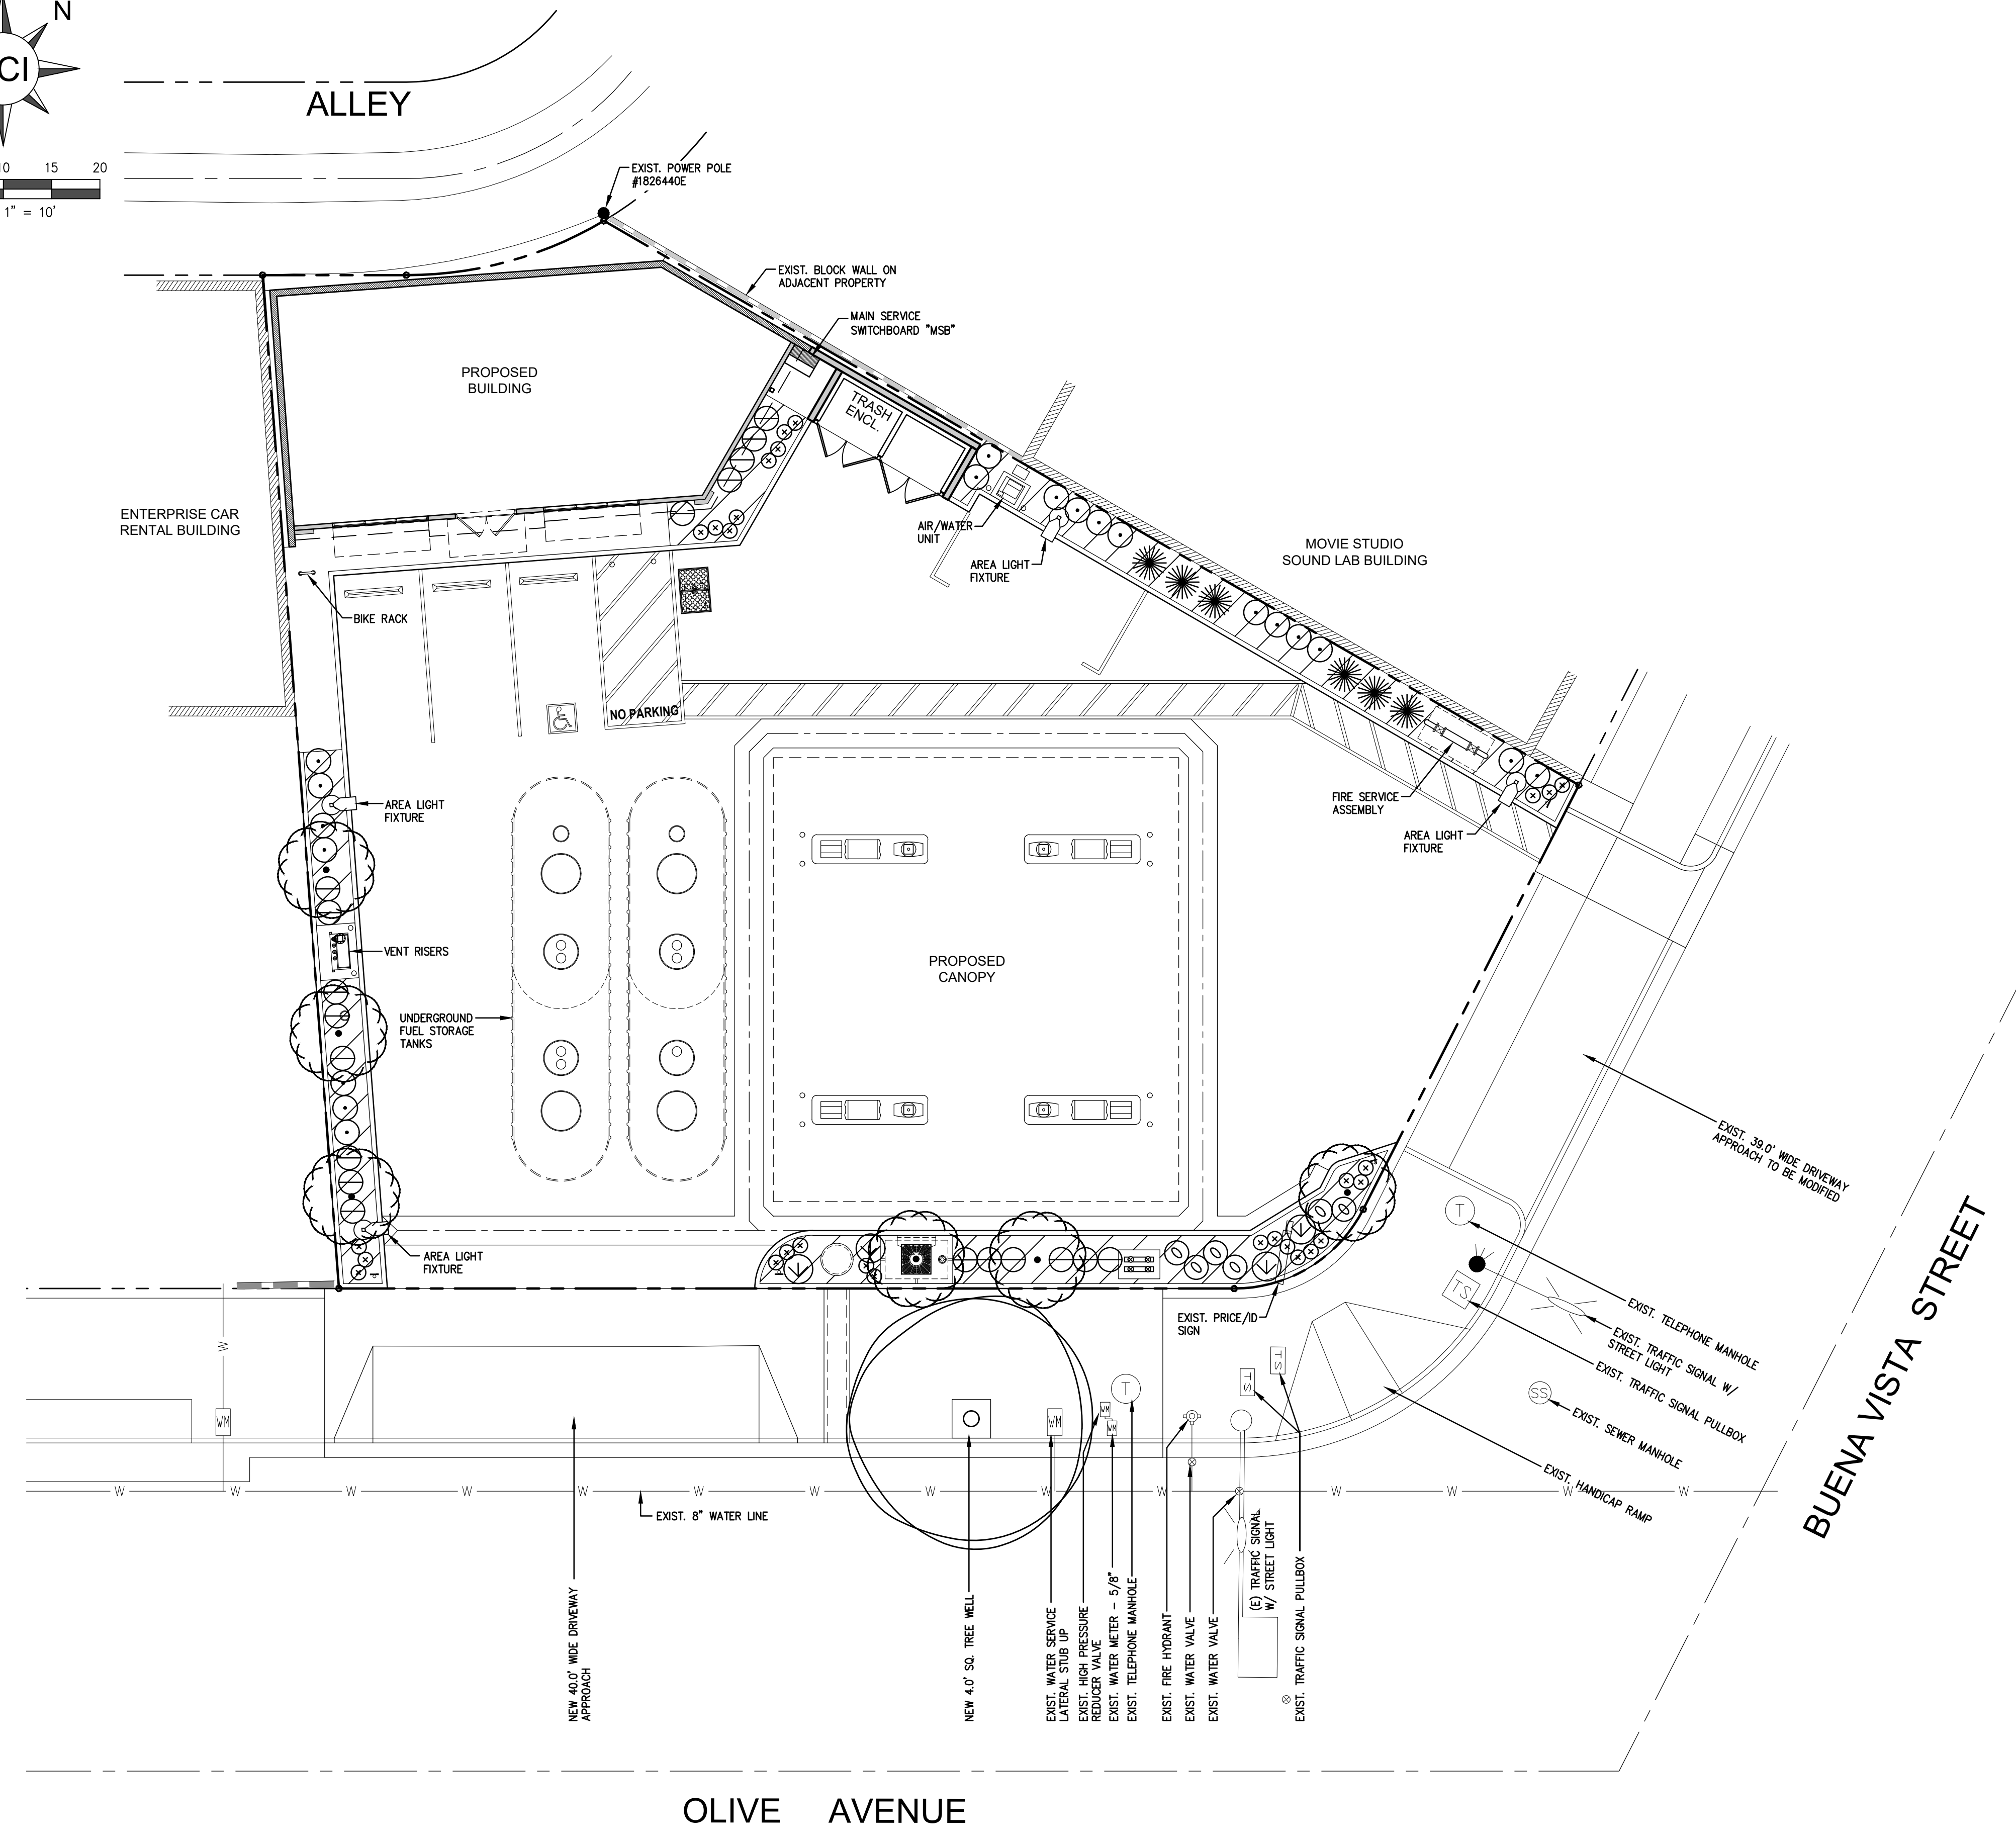 N
CI
10 15 20
1" = 10'
ALLEY
EXIST. POWER POLE
#1826440E
EXIST. BLOCK WALL ON
ADJACENT PROPERTY
MAIN SERVICE
SWITCHBOARD "MSB"
PROPOSED
BUILDING
TRASH
ENCL.
ENTERPRISE CAR
RENTAL BUILDING
AIR/WATER
UNIT
AREA LIGHT
FIXTURE
MOVIE STUDIO
SOUND LAB BUILDING
BIKE RACK
NO PARKING
AREA LIGHT
FIXTURE
FIRE SERVICE
ASSEMBLY
AREA LIGHT
FIXTURE
VENT RISERS
PROPOSED
CANOPY
UNDERGROUND
FUEL STORAGE
TANKS
EXIST. 39.0' WIDE DRIVEWAY
APPROACH TO BE MODIFIED
AREA LIGHT
FIXTURE
T
TS
EXIST. PRICE/ID
SIGN
EXIST. TELEPHONE MANHOLE
EXIST. TRAFFIC SIGNAL W/
STREET LIGHT
EXIST. TRAFFIC SIGNAL PULLBOX
SS
EXIST. SEWER MANHOLE
EXIST. HANDICAP RAMP
BUENA VISTA STREET
W
WM
WM
WM
WM
T
TS
TS
W W W W W W W W W W W W W W
EXIST. 8" WATER LINE
NEW 40.0' WIDE DRIVEWAY
APPROACH
NEW 4.0' SQ. TREE WELL
EXIST. WATER SERVICE
LATERAL STUB UP
EXIST. HIGH PRESSURE
REDUCER VALVE
EXIST. WATER METER - 5/8"
EXIST. TELEPHONE MANHOLE
EXIST. FIRE HYDRANT
EXIST. WATER VALVE
EXIST. WATER VALVE
(E) TRAFFIC SIGNAL
W/ STREET LIGHT
EXIST. TRAFFIC SIGNAL PULLBOX
OLIVE AVENUE